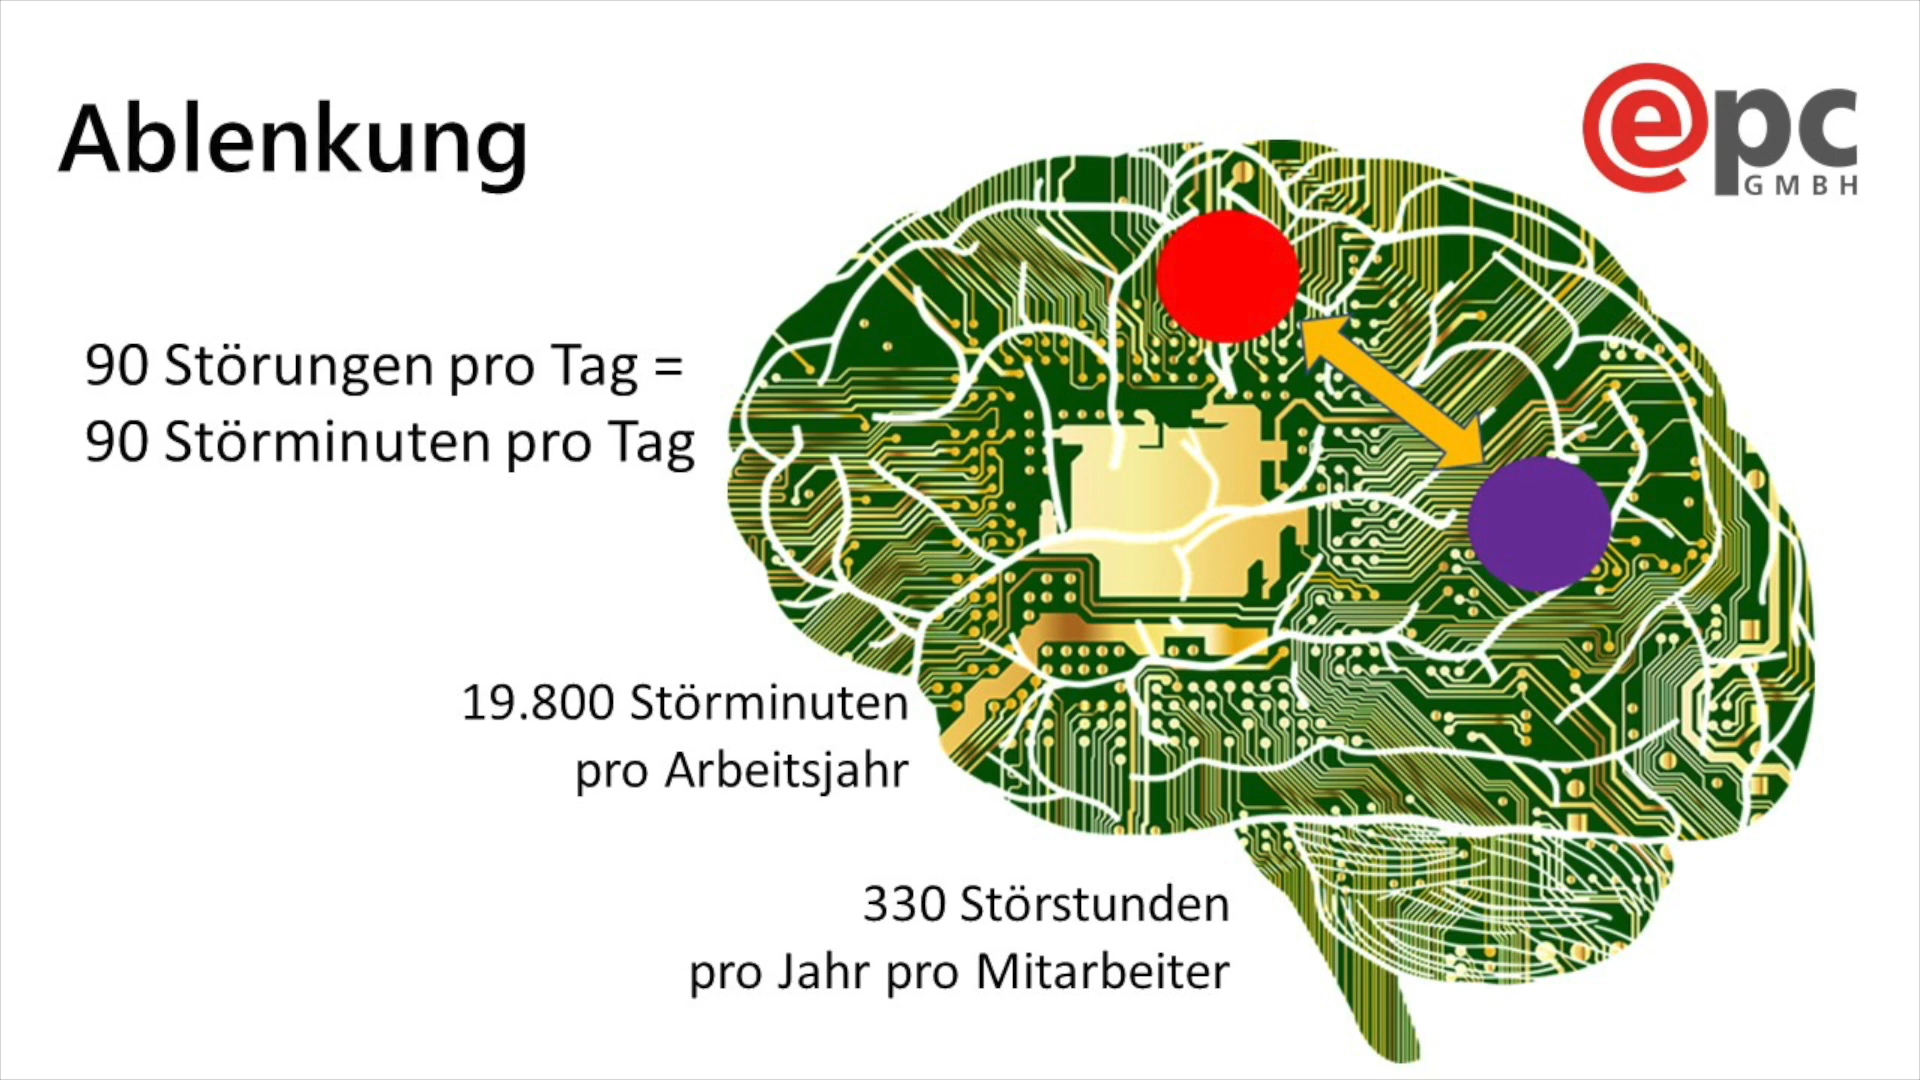 Ablenkung
epc
GMBH
90 Störungen pro Tag =
90 Störminuten pro Tag
19.800 Störminuten
pro Arbeitsjahr
330 Störstunden
pro Jahr pro Mitarbeiter